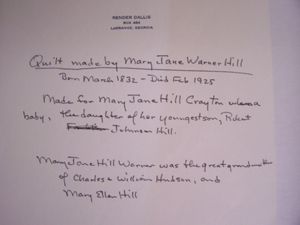 RENDER DALLIS
BOX 484
LAGRANGE, GEORGIA
Quilt made by Mary Jane Warner Hill
Born March 1832 - Died Feb 1925
Made for Mary Jane Hill Crayton when a
baby, the daughter of her youngest son, Robert
Johnson Hill.
Mary Jane Hill Warner was the great grandmother
of Charles & William Hudson, and
Mary Ellen Hill